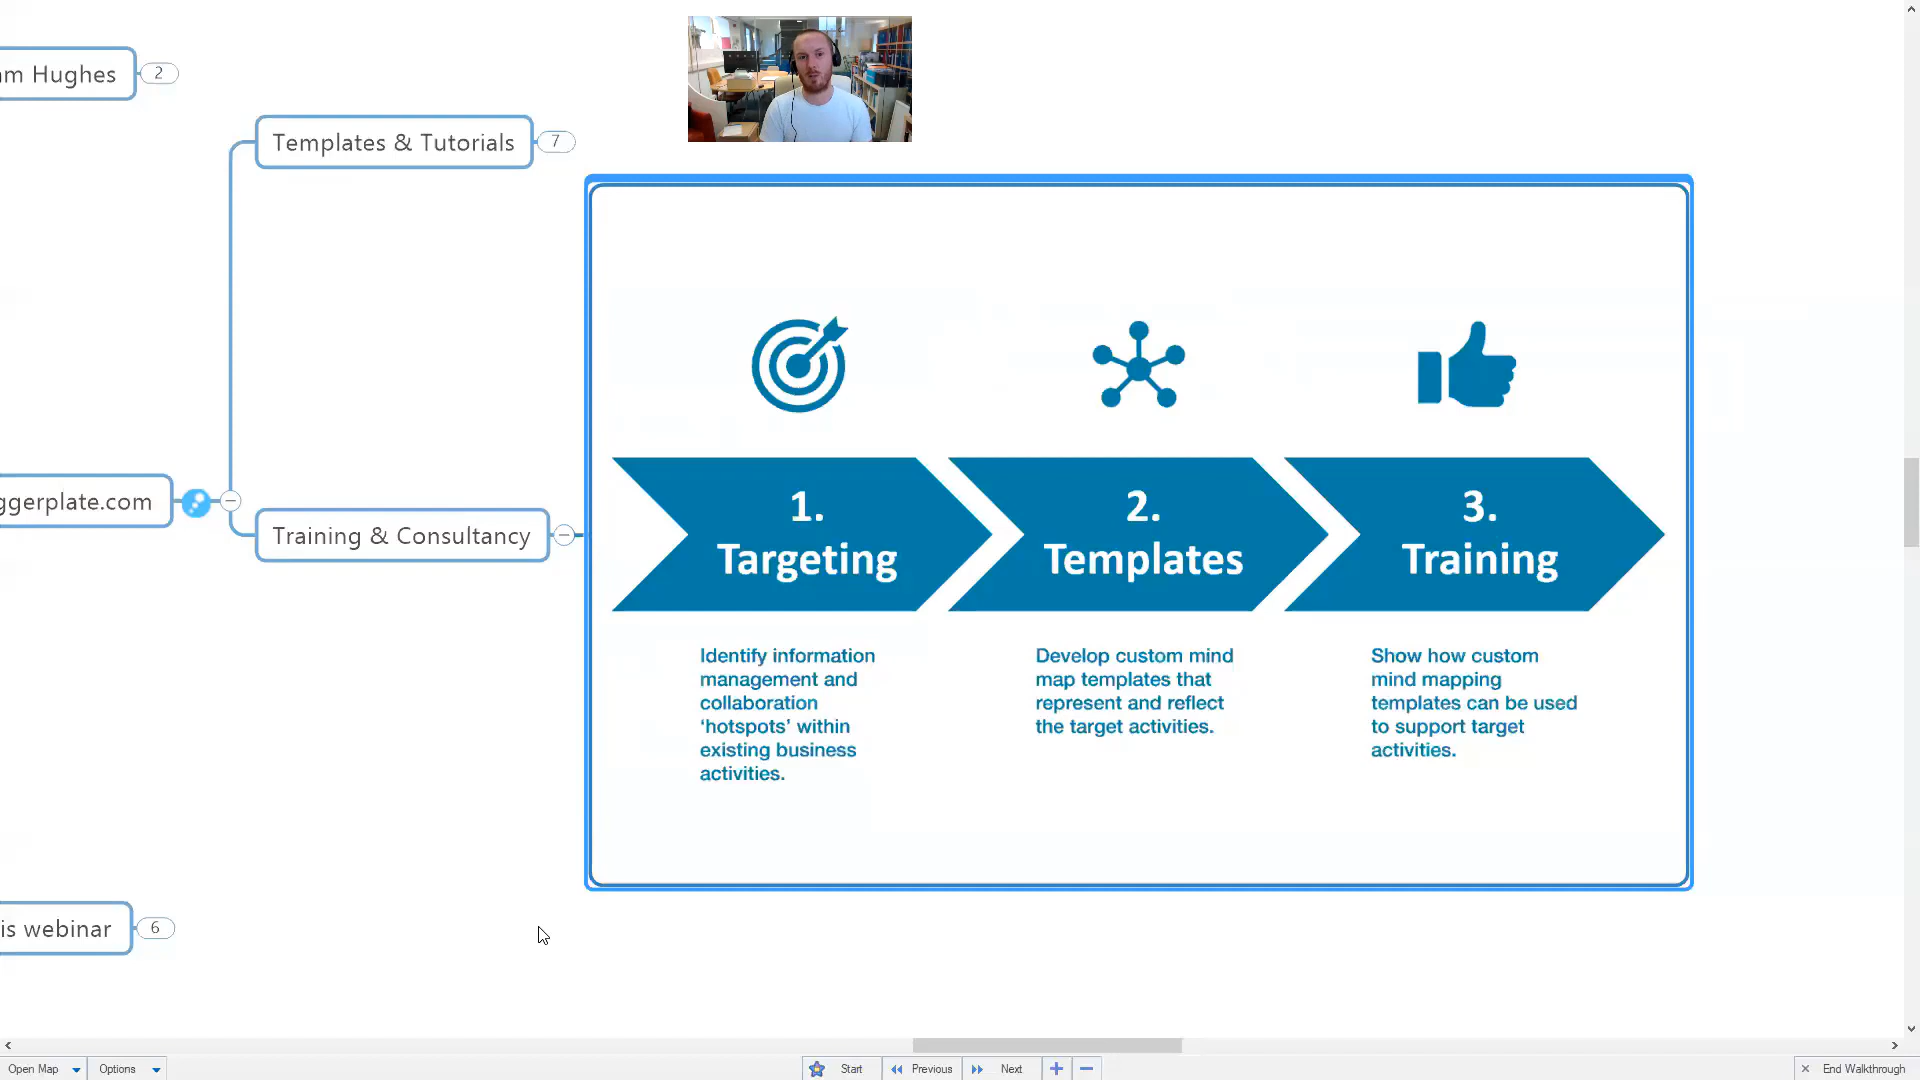 am Hughes
2
Templates & Tutorials
7
ggerplate.com
Training & Consultancy
1.
Targeting
2.
Templates
3.
Training
Identify information
management and
collaboration
‘hotspots’ within
existing business
activities.
Develop custom mind
map templates that
represent and reflect
the target activities.
Show how custom
mind mapping
templates can be used
to support target
activities.
is webinar
6
Open Map
Options
Start
Previous
Next
End Walkthrough